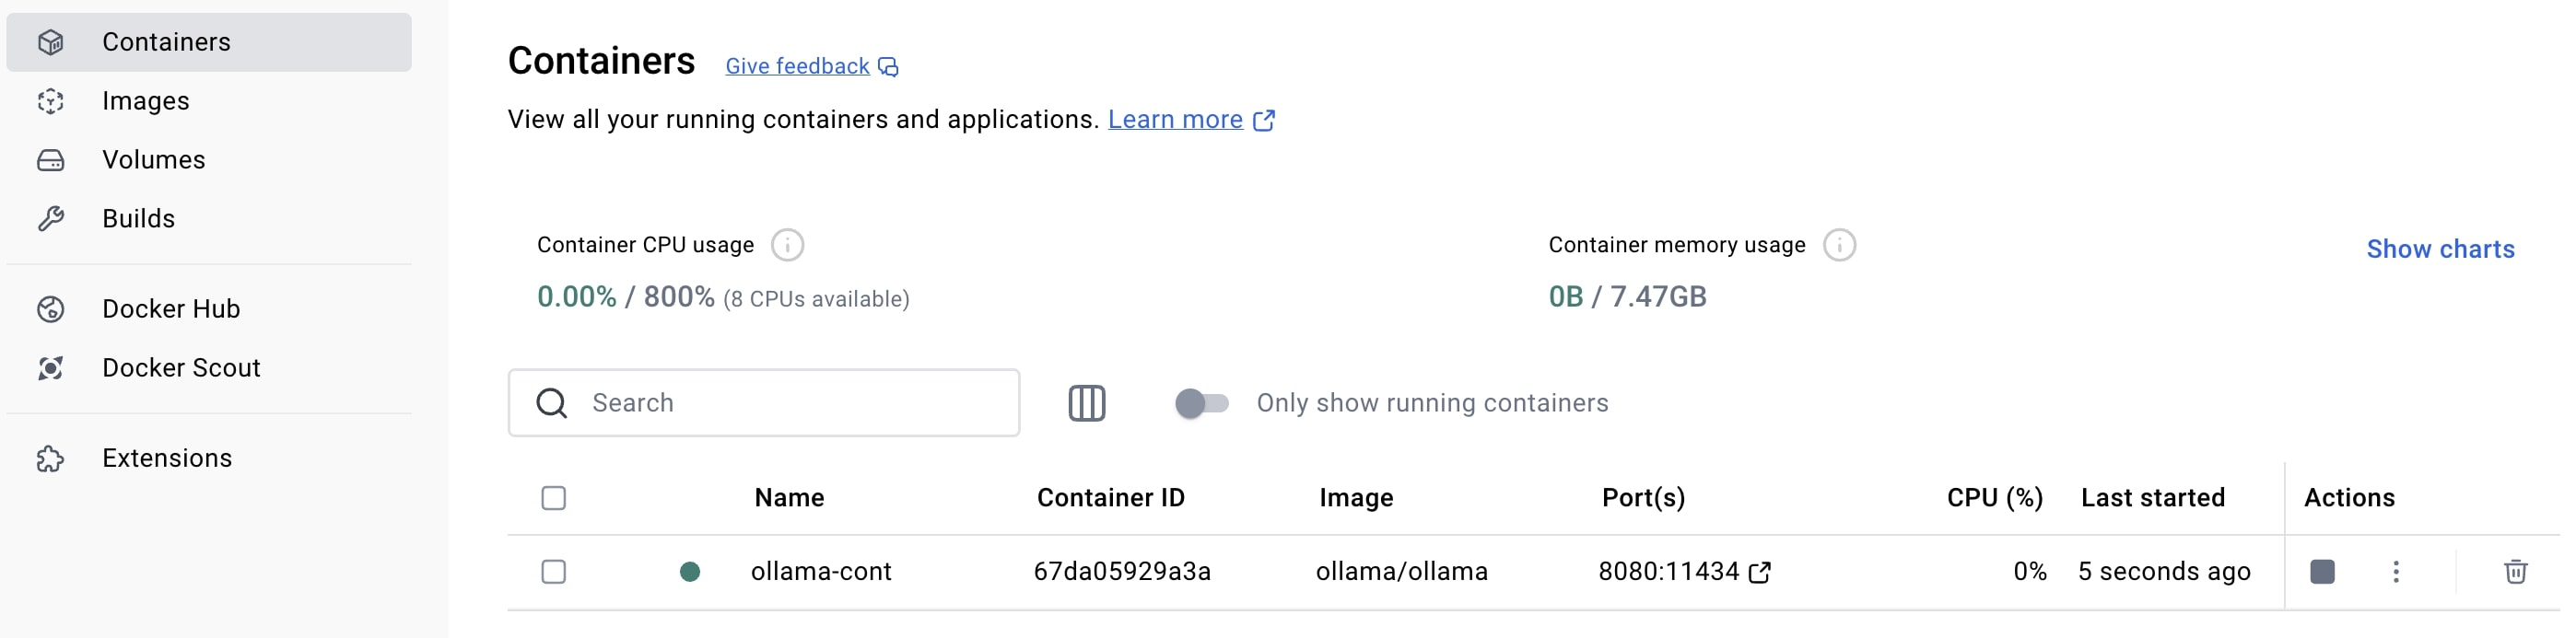 Containers
Images
Volumes
Builds
Docker Hub
Docker Scout
Extensions
Containers Give feedback
View all your running containers and applications. Learn more
Container CPU usage
0.00% / 800% (8 CPUs available)
Container memory usage
0B / 7.47GB
Show charts
Search
Only show running containers
Name Container ID Image Port(s) CPU (%) Last started Actions
ollama-cont 67da05929a3a ollama/ollama 8080:11434 0% 5 seconds ago